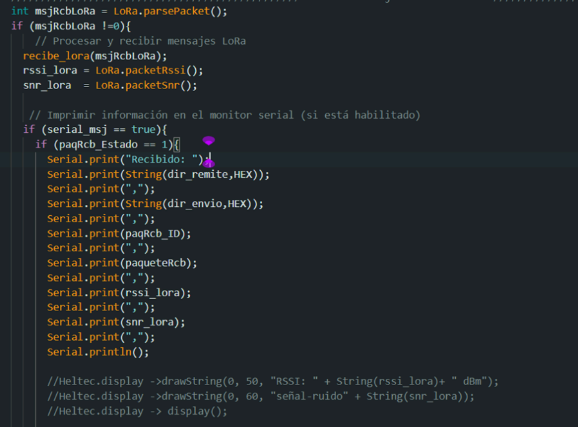 int msjRcbLoRa = LoRa.parsePacket();
if (msjRcbLoRa !=0){
// Procesar y recibir mensajes LoRa
recibe_lora(msjRcbLoRa);
rssi_lora = LoRa.packetRssi();
snr_lora  = LoRa.packetSnr();
// Imprimir información en el monitor serial (si está habilitado)
if (serial_msj == true){
if (paqRcb_Estado == 1){
Serial.print("Recibido: ");
Serial.print(String(dir_remite,HEX));
Serial.print(",");
Serial.print(String(dir_envio,HEX));
Serial.print(",");
Serial.print(paqRcb_ID);
Serial.print(",");
Serial.print(paqueteRcb);
Serial.print(",");
Serial.print(rssi_lora);
Serial.print(",");
Serial.print(snr_lora);
Serial.print(",");
Serial.println();
//Heltec.display ->drawString(0, 50, "RSSI: " + String(rssi_lora)+ " dBm");
//Heltec.display ->drawString(0, 60, "señal-ruido" + String(snr_lora));
//Heltec.display -> display();